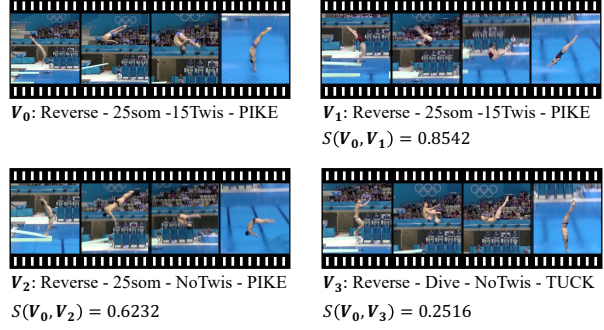 V₀: Reverse - 25som -15Twis - PIKE
V₁: Reverse - 25som -15Twis - PIKE
S(V₀,V₁) = 0.8542
V₂: Reverse - 25som - NoTwis - PIKE
S(V₀,V₂) = 0.6232
V₃: Reverse - Dive - NoTwis - TUCK
S(V₀,V₃) = 0.2516